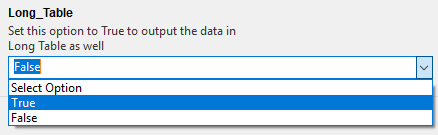 Long_Table
Set this option to True to output the data in
Long Table as well
False
Select Option
True
False